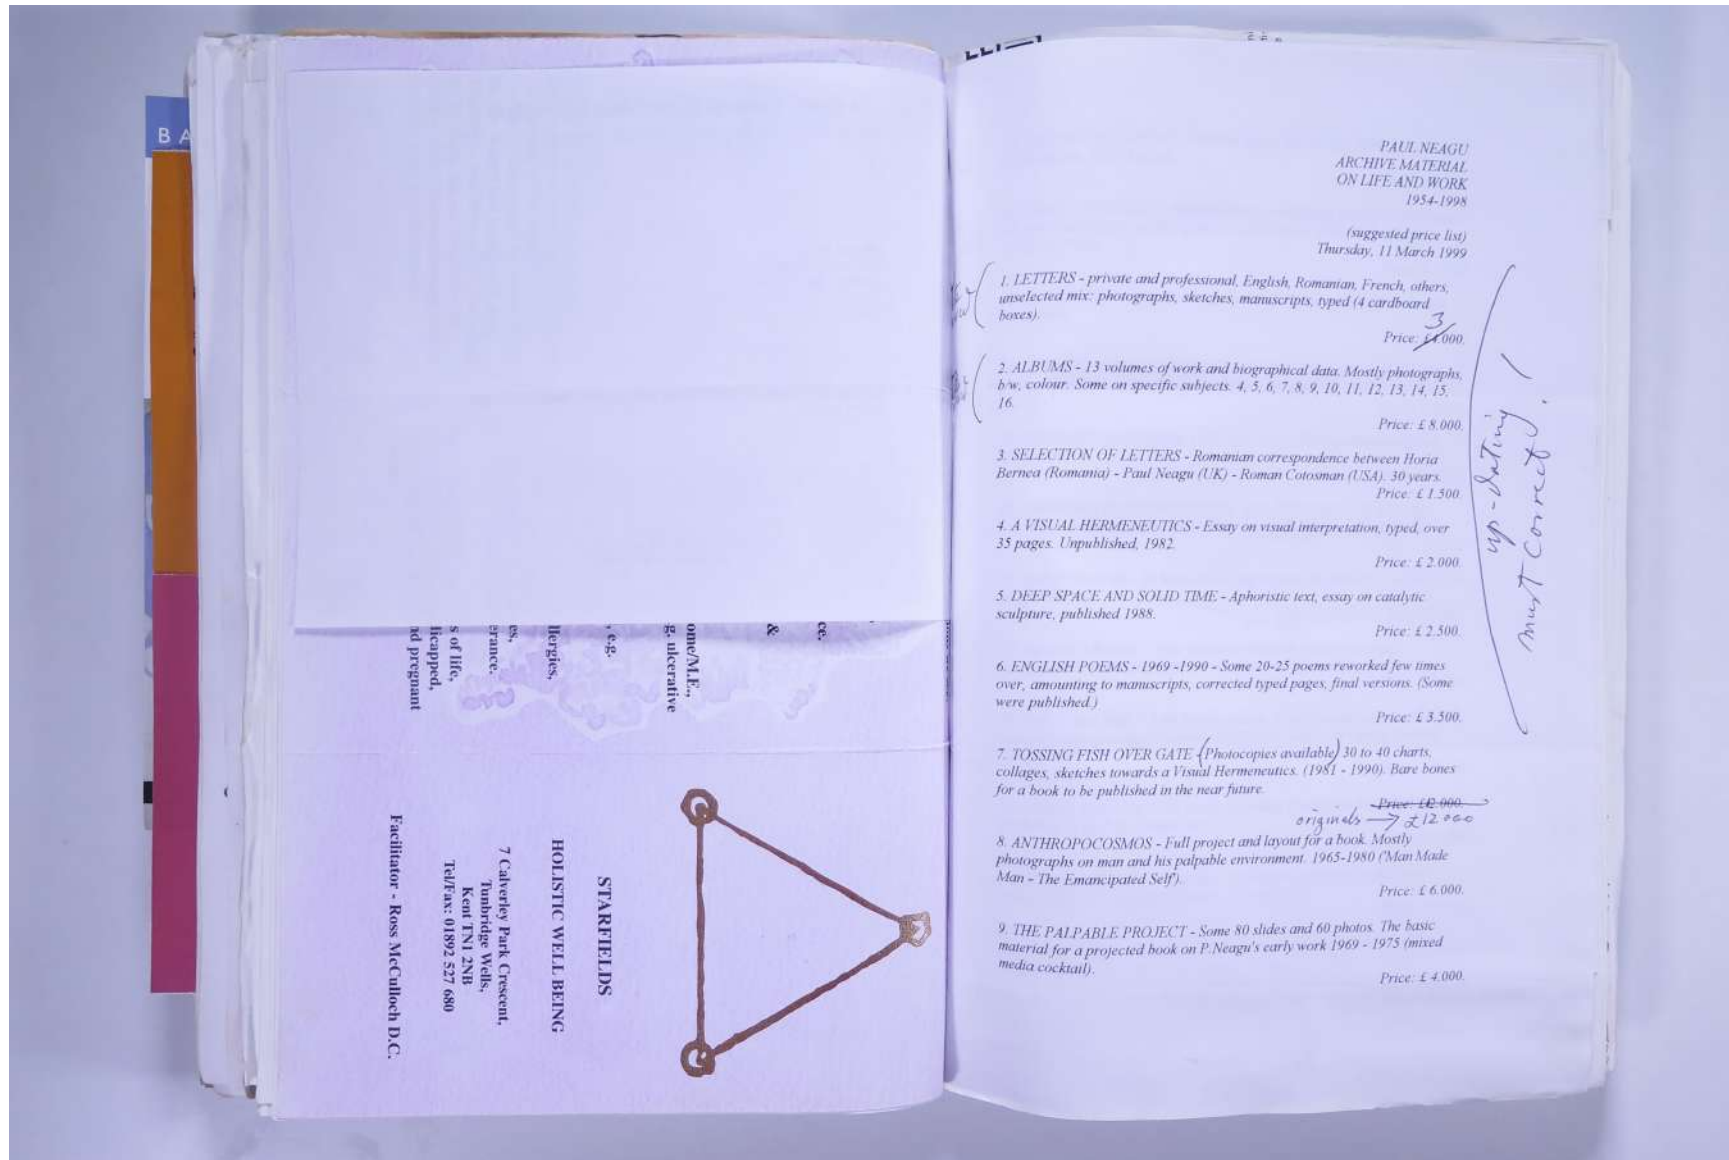 BA
ce.
&
ome/M.E.,
g, ulcerative
, e.g.
llergies,
es,
erance.
s of life,
licapped,
nd pregnant
STARFIELDS
HOLISTIC WELL BEING
7 Calverley Park Crescent,
Tunbridge Wells,
Kent TN1 2NB
Tel/Fax: 01892 527 680
Facilitator - Ross McCulloch D.C.
PAUL NEAGU
ARCHIVE MATERIAL
ON LIFE AND WORK
1954-1998
(suggested price list)
Thursday, 11 March 1999
1. LETTERS - private and professional, English, Romanian, French, others,
unselected mix: photographs, sketches, manuscripts, typed (4 cardboard
boxes).
3
Price: £4.000.
2. ALBUMS - 13 volumes of work and biographical data. Mostly photographs,
b/w, colour. Some on specific subjects. 4, 5, 6, 7, 8, 9, 10, 11, 12, 13, 14, 15,
16.
Price: £ 8.000.
3. SELECTION OF LETTERS - Romanian correspondence between Horia
Bernea (Romania) - Paul Neagu (UK) - Roman Cotosman (USA). 30 years.
Price: £ 1.500.
4. A VISUAL HERMENEUTICS - Essay on visual interpretation, typed, over
35 pages. Unpublished, 1982.
Price: £ 2.000.
5. DEEP SPACE AND SOLID TIME - Aphoristic text, essay on catalytic
sculpture, published 1988.
Price: £ 2.500.
6. ENGLISH POEMS - 1969 -1990 - Some 20-25 poems reworked few times
over, amounting to manuscripts, corrected typed pages, final versions. (Some
were published.)
Price: £ 3.500.
7. TOSSING FISH OVER GATE (Photocopies available) 30 to 40 charts,
collages, sketches towards a Visual Hermeneutics. (1981 - 1990). Bare bones
for a book to be published in the near future.
Price: £12.000.
originals → £12000
8. ANTHROPOCOSMOS - Full project and layout for a book. Mostly
photographs on man and his palpable environment. 1965-1980 ('Man Made
Man - The Emancipated Self').
Price: £ 6.000.
9. THE PALPABLE PROJECT - Some 80 slides and 60 photos. The basic
material for a projected book on P.Neagu's early work 1969 - 1975 (mixed
media cocktail).
Price: £ 4.000.
up-dating
must correct!